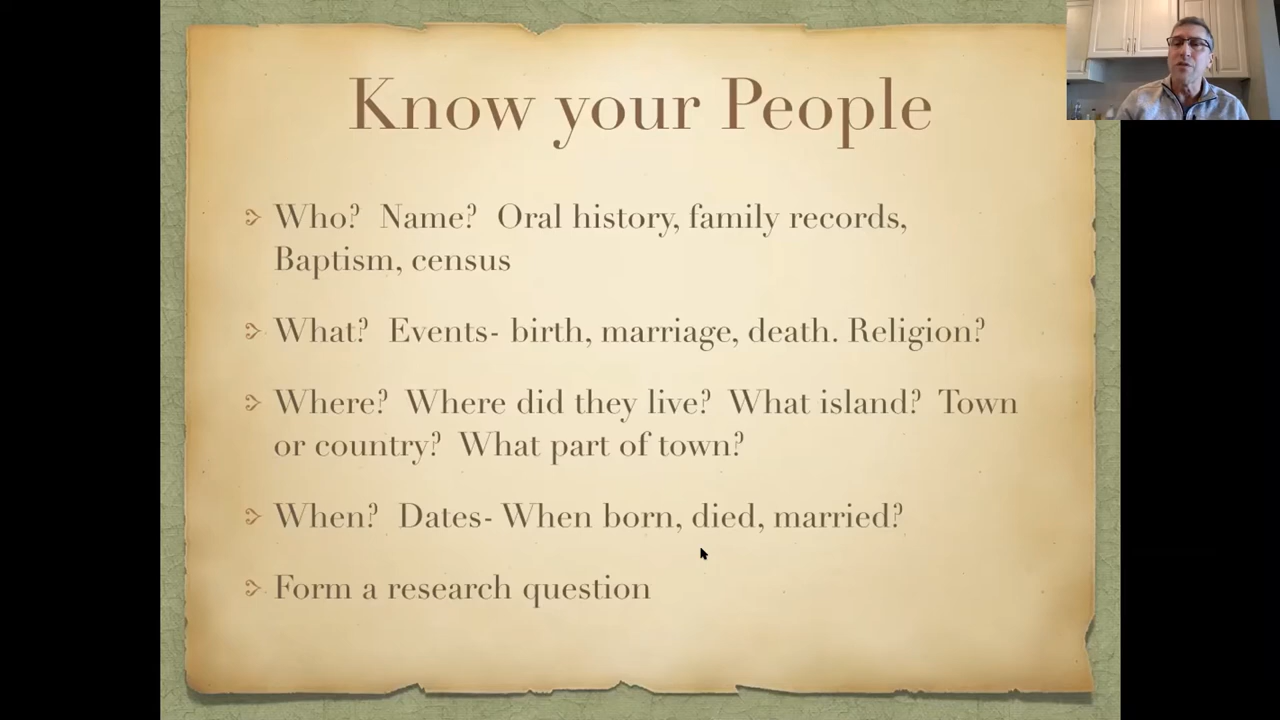 Know your People
Who? Name? Oral history, family records,
Baptism, census
What? Events- birth, marriage, death. Religion?
Where? Where did they live? What island? Town
or country? What part of town?
When? Dates- When born, died, married?
Form a research question